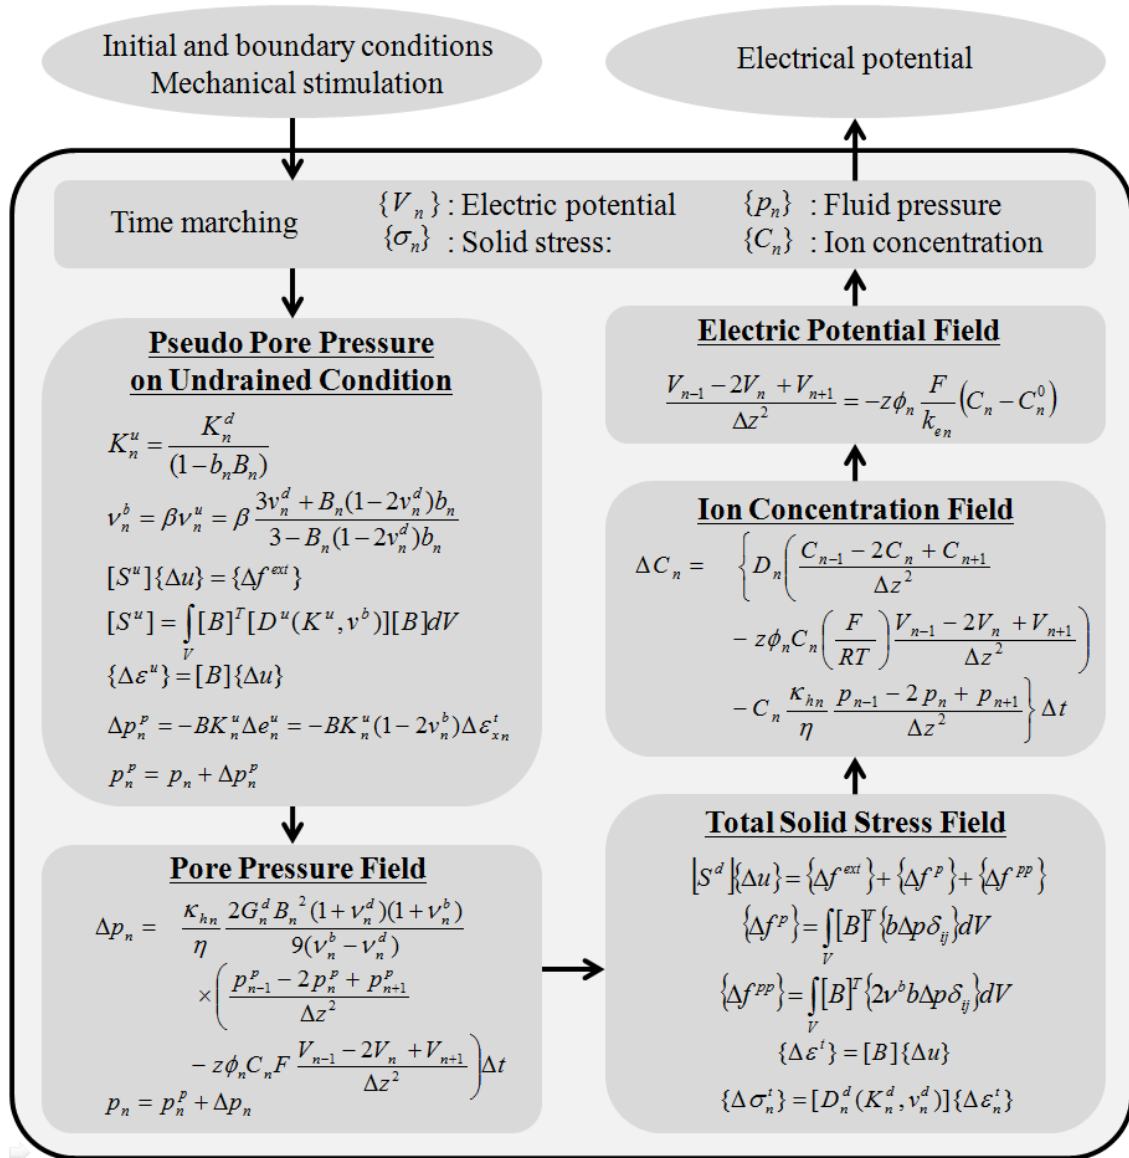 Initial and boundary conditions
Mechanical stimulation
Electrical potential
Time marching
{V_n} : Electric potential
{p_n} : Fluid pressure
{σ_n} : Solid stress:
{C_n} : Ion concentration
Pseudo Pore Pressure
on Undrained Condition
K_n^u = K_n^d / (1 - b_n B_n)
ν_n^b = βν_n^u = β (3ν_n^d + B_n(1 - 2ν_n^d)b_n) / (3 - B_n(1 - 2ν_n^d)b_n)
[S^u]{Δu} = {Δf^ext}
[S^u] = ∫_V [B]^T [D^u(K^u, ν^b)][B]dV
{Δε^u} = [B]{Δu}
Δp_n^p = -BK_n^u Δe_n^u = -BK_n^u (1 - 2ν_n^b)Δε_xn^t
p_n^p = p_n + Δp_n^p
Pore Pressure Field
Δp_n = (κ_hn / η) (2G_n^d B_n^2 (1 + ν_n^d)(1 + ν_n^b)) / (9(ν_n^b - ν_n^d))
× ( (p_{n-1}^p - 2p_n^p + p_{n+1}^p) / Δz^2
- zφ_n C_n F (V_{n-1} - 2V_n + V_{n+1}) / Δz^2 ) Δt
p_n = p_n^p + Δp_n
Total Solid Stress Field
[S^d]{Δu} = {Δf^ext} + {Δf^p} + {Δf^pp}
{Δf^p} = ∫_V [B]^T {bΔpδ_ij}dV
{Δf^pp} = ∫_V [B]^T {2ν^b bΔpδ_ij}dV
{Δε^t} = [B]{Δu}
{Δσ_n^t} = [D_n^d(K_n^d, ν_n^d)]{Δε_n^t}
Ion Concentration Field
ΔC_n = { D_n ( (C_{n-1} - 2C_n + C_{n+1}) / Δz^2
- zφ_n C_n (F / RT) (V_{n-1} - 2V_n + V_{n+1}) / Δz^2 )
- C_n (κ_hn / η) (p_{n-1} - 2p_n + p_{n+1}) / Δz^2 } Δt
Electric Potential Field
(V_{n-1} - 2V_n + V_{n+1}) / Δz^2 = -zφ_n (F / k_en) (C_n - C_n^0)